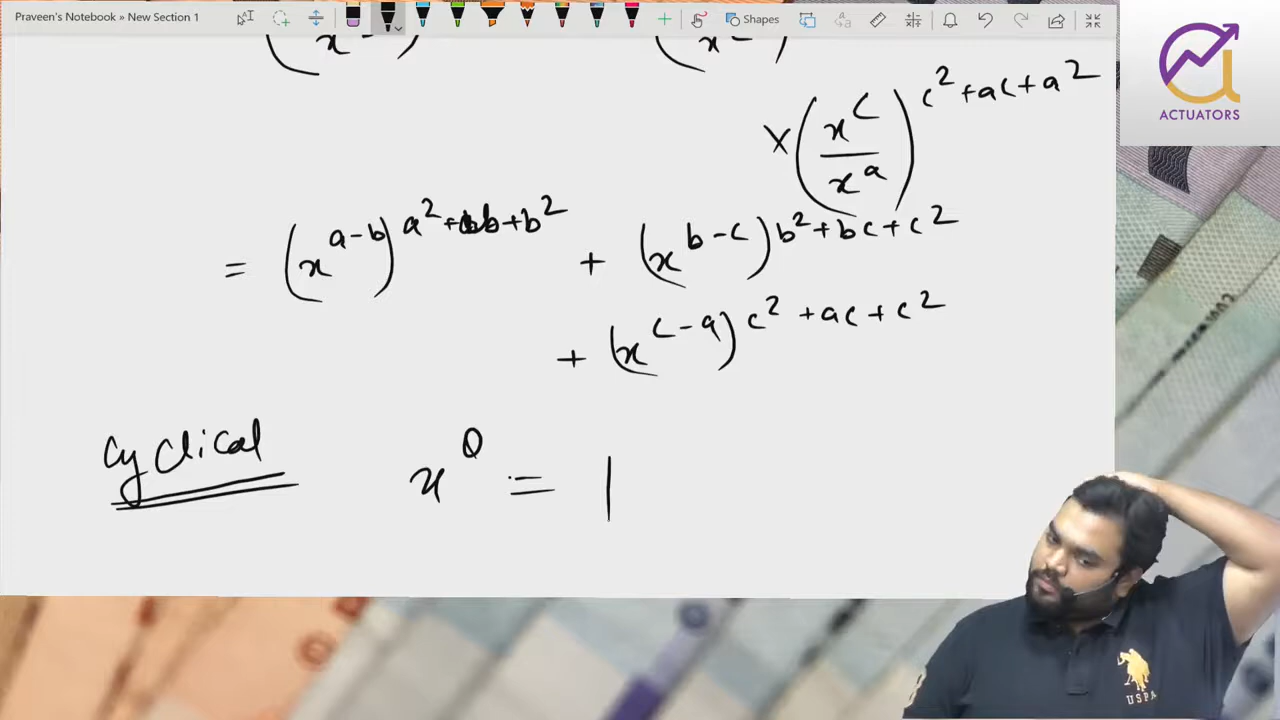 Praveen's Notebook » New Section 1
Shapes
ACTUATORS
× (x^c / x^a)^(c² + ac + a²)
= (x^(a-b))^(a² + ab + b²) + (x^(b-c))^(b² + bc + c²)
+ (x^(c-a))^(c² + ac + c²)
Cyclical x^0 = 1
USPA